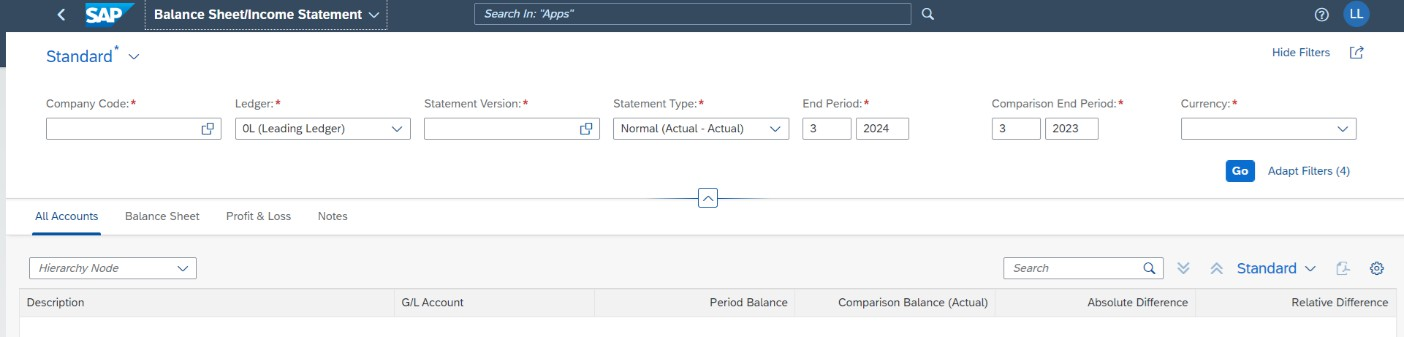 SAP Balance Sheet/Income Statement Search In: "Apps" LL
Standard*
Hide Filters
Company Code:* Ledger:* Statement Version:* Statement Type:* End Period:* Comparison End Period:* Currency:*
0L (Leading Ledger) Normal (Actual - Actual) 3 2024 3 2023
Go Adapt Filters (4)
All Accounts Balance Sheet Profit & Loss Notes
Hierarchy Node Search Standard
Description G/L Account Period Balance Comparison Balance (Actual) Absolute Difference Relative Difference